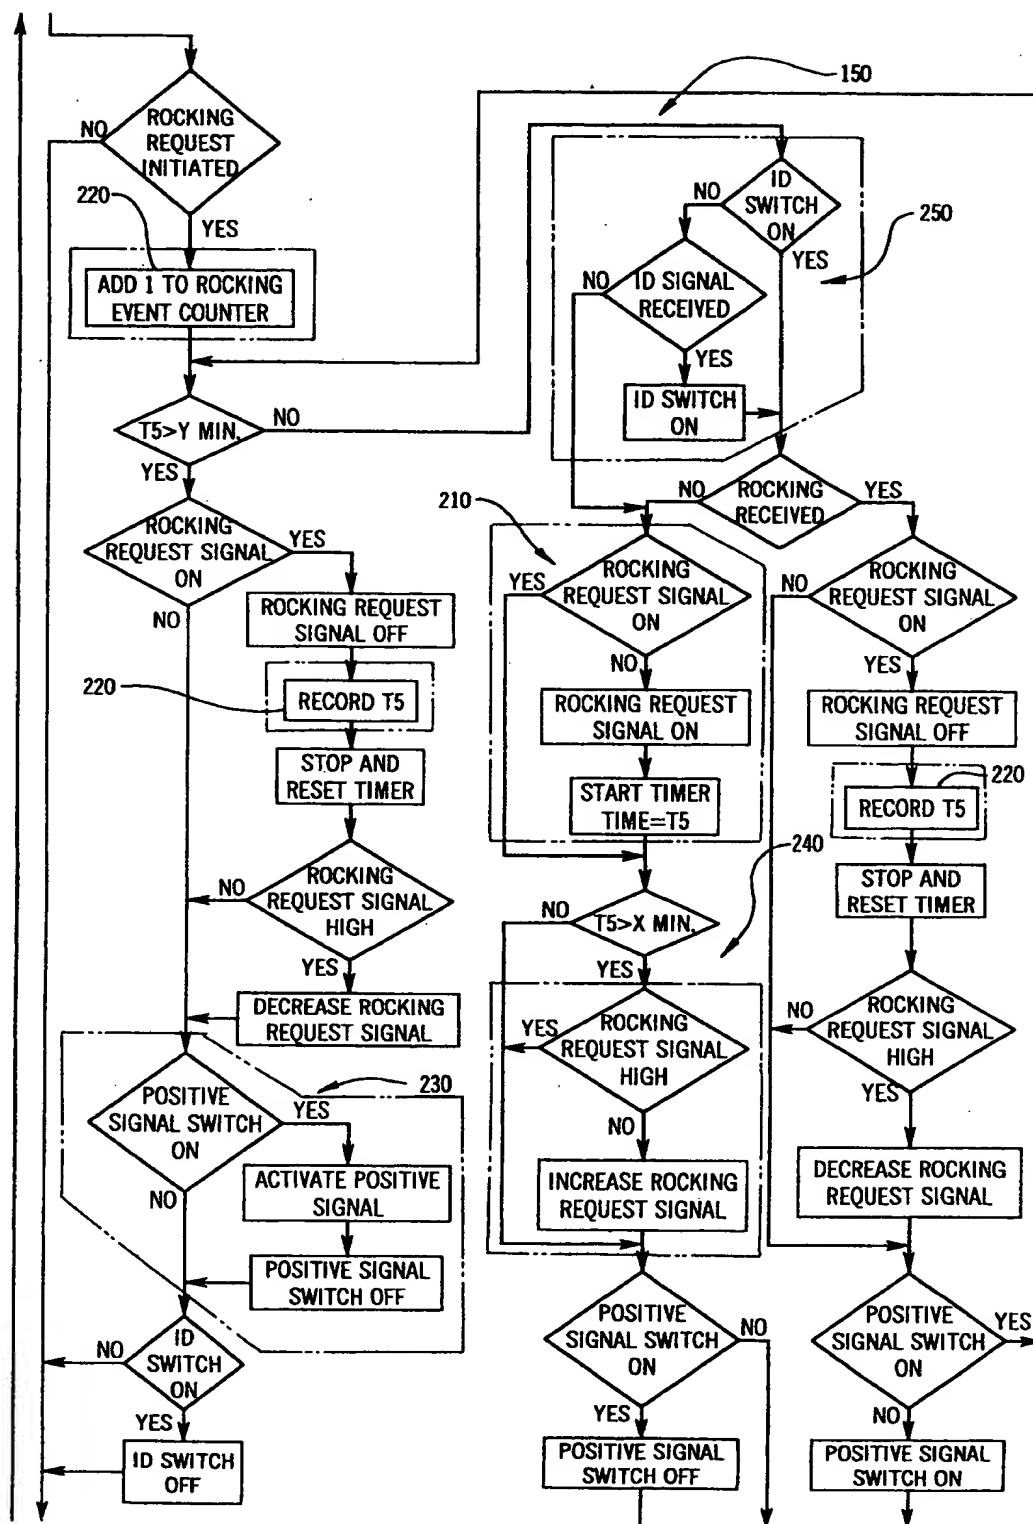 150
NO
ROCKING
REQUEST
INITIATED
YES
220
ADD 1 TO ROCKING
EVENT COUNTER
T5>Y MIN.
NO
YES
ROCKING
REQUEST SIGNAL
ON
YES
NO
ROCKING REQUEST
SIGNAL OFF
220
RECORD T5
STOP AND
RESET TIMER
NO
ROCKING
REQUEST SIGNAL
HIGH
YES
DECREASE ROCKING
REQUEST SIGNAL
230
POSITIVE
SIGNAL SWITCH
ON
YES
NO
ACTIVATE POSITIVE
SIGNAL
POSITIVE SIGNAL
SWITCH OFF
NO
ID
SWITCH
ON
YES
ID SWITCH
OFF
NO
ID
SWITCH
ON
YES
250
NO
ID SIGNAL
RECEIVED
YES
ID SWITCH
ON
NO
ROCKING
RECEIVED
YES
210
YES
ROCKING
REQUEST SIGNAL
ON
NO
ROCKING REQUEST
SIGNAL ON
START TIMER
TIME=T5
240
NO
T5>X MIN.
YES
YES
ROCKING
REQUEST SIGNAL
HIGH
NO
INCREASE ROCKING
REQUEST SIGNAL
POSITIVE
SIGNAL SWITCH
ON
NO
YES
POSITIVE SIGNAL
SWITCH OFF
NO
ROCKING
REQUEST SIGNAL
ON
YES
ROCKING REQUEST
SIGNAL OFF
220
RECORD T5
STOP AND
RESET TIMER
NO
ROCKING
REQUEST SIGNAL
HIGH
YES
DECREASE ROCKING
REQUEST SIGNAL
POSITIVE
SIGNAL SWITCH
ON
YES
NO
POSITIVE SIGNAL
SWITCH ON